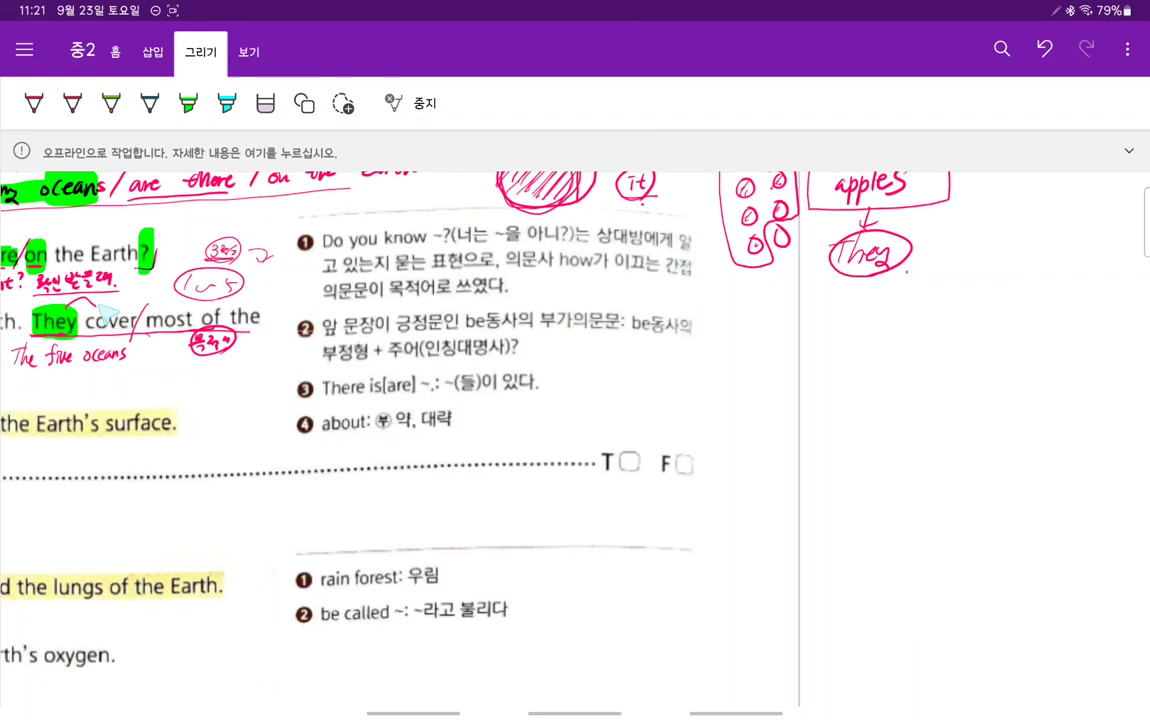 11:21 9월 23일 토요일 79%
중2 홈 삽입 그리기 보기
중지
오프라인으로 작업합니다. 자세한 내용은 여기를 누르십시오.
oceans / are there / on the Earth
it
apples
They
re/on the Earth?
확인 받을때.
th. They cover/most of the
The five oceans
the Earth's surface.
❶ Do you know ~?(너는 ~을 아니?)는 상대방에게 알
고 있는지 묻는 표현으로, 의문사 how가 이끄는 간접
의문문이 목적어로 쓰였다.
❷ 앞 문장이 긍정문인 be동사의 부가의문문: be동사의
부정형 + 주어(인칭대명사)?
❸ There is[are] ~.: ~(들)이 있다.
❹ about: ㊫ 약, 대략
T F
d the lungs of the Earth.
rth's oxygen.
❶ rain forest: 우림
❷ be called ~: ~라고 불리다